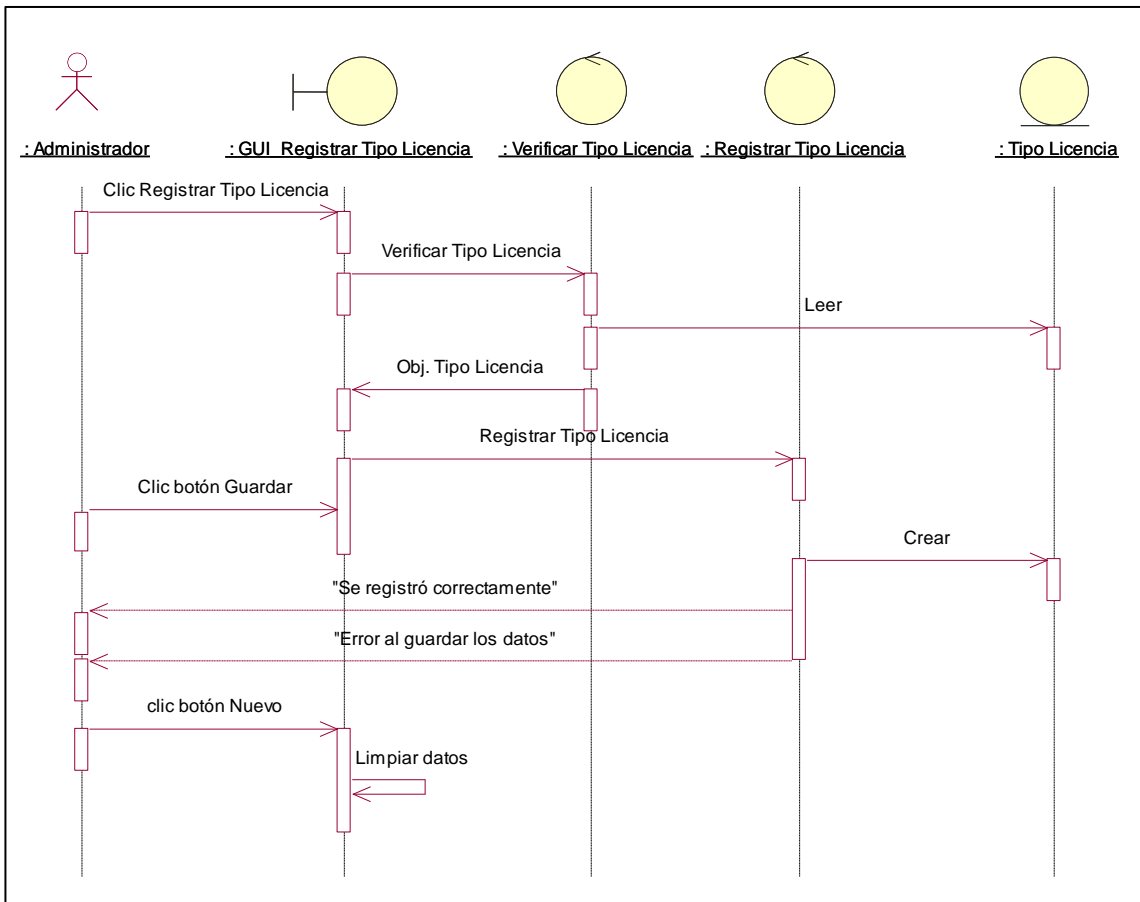 : Administrador
: GUI_Registrar Tipo Licencia
: Verificar Tipo Licencia
: Registrar Tipo Licencia
: Tipo Licencia
Clic Registrar Tipo Licencia
Verificar Tipo Licencia
Leer
Obj. Tipo Licencia
Registrar Tipo Licencia
Clic botón Guardar
Crear
"Se registró correctamente"
"Error al guardar los datos"
clic botón Nuevo
Limpiar datos